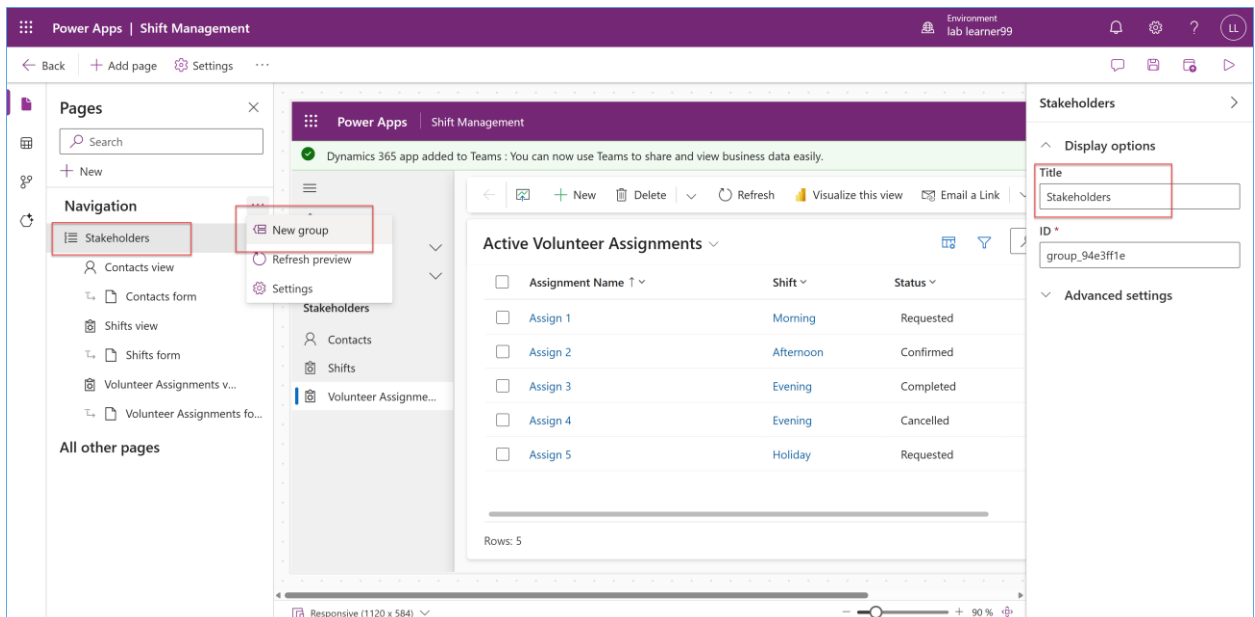 Power Apps | Shift Management
Environment
lab learner99
?
LL
Back
Add page
Settings
...
Pages
Search
New
Navigation
...
Stakeholders
Contacts view
Contacts form
Shifts view
Shifts form
Volunteer Assignments v...
Volunteer Assignments fo...
All other pages
New group
Refresh preview
Settings
Power Apps | Shift Management
Dynamics 365 app added to Teams : You can now use Teams to share and view business data easily.
New
Delete
Refresh
Visualize this view
Email a Link
Stakeholders
Contacts
Shifts
Volunteer Assignme...
Active Volunteer Assignments
Assignment Name ↑ Shift Status
Assign 1 Morning Requested
Assign 2 Afternoon Confirmed
Assign 3 Evening Completed
Assign 4 Evening Cancelled
Assign 5 Holiday Requested
Rows: 5
Responsive (1120 x 584)
90 %
Stakeholders
Display options
Title
Stakeholders
ID *
group_94e3ff1e
Advanced settings